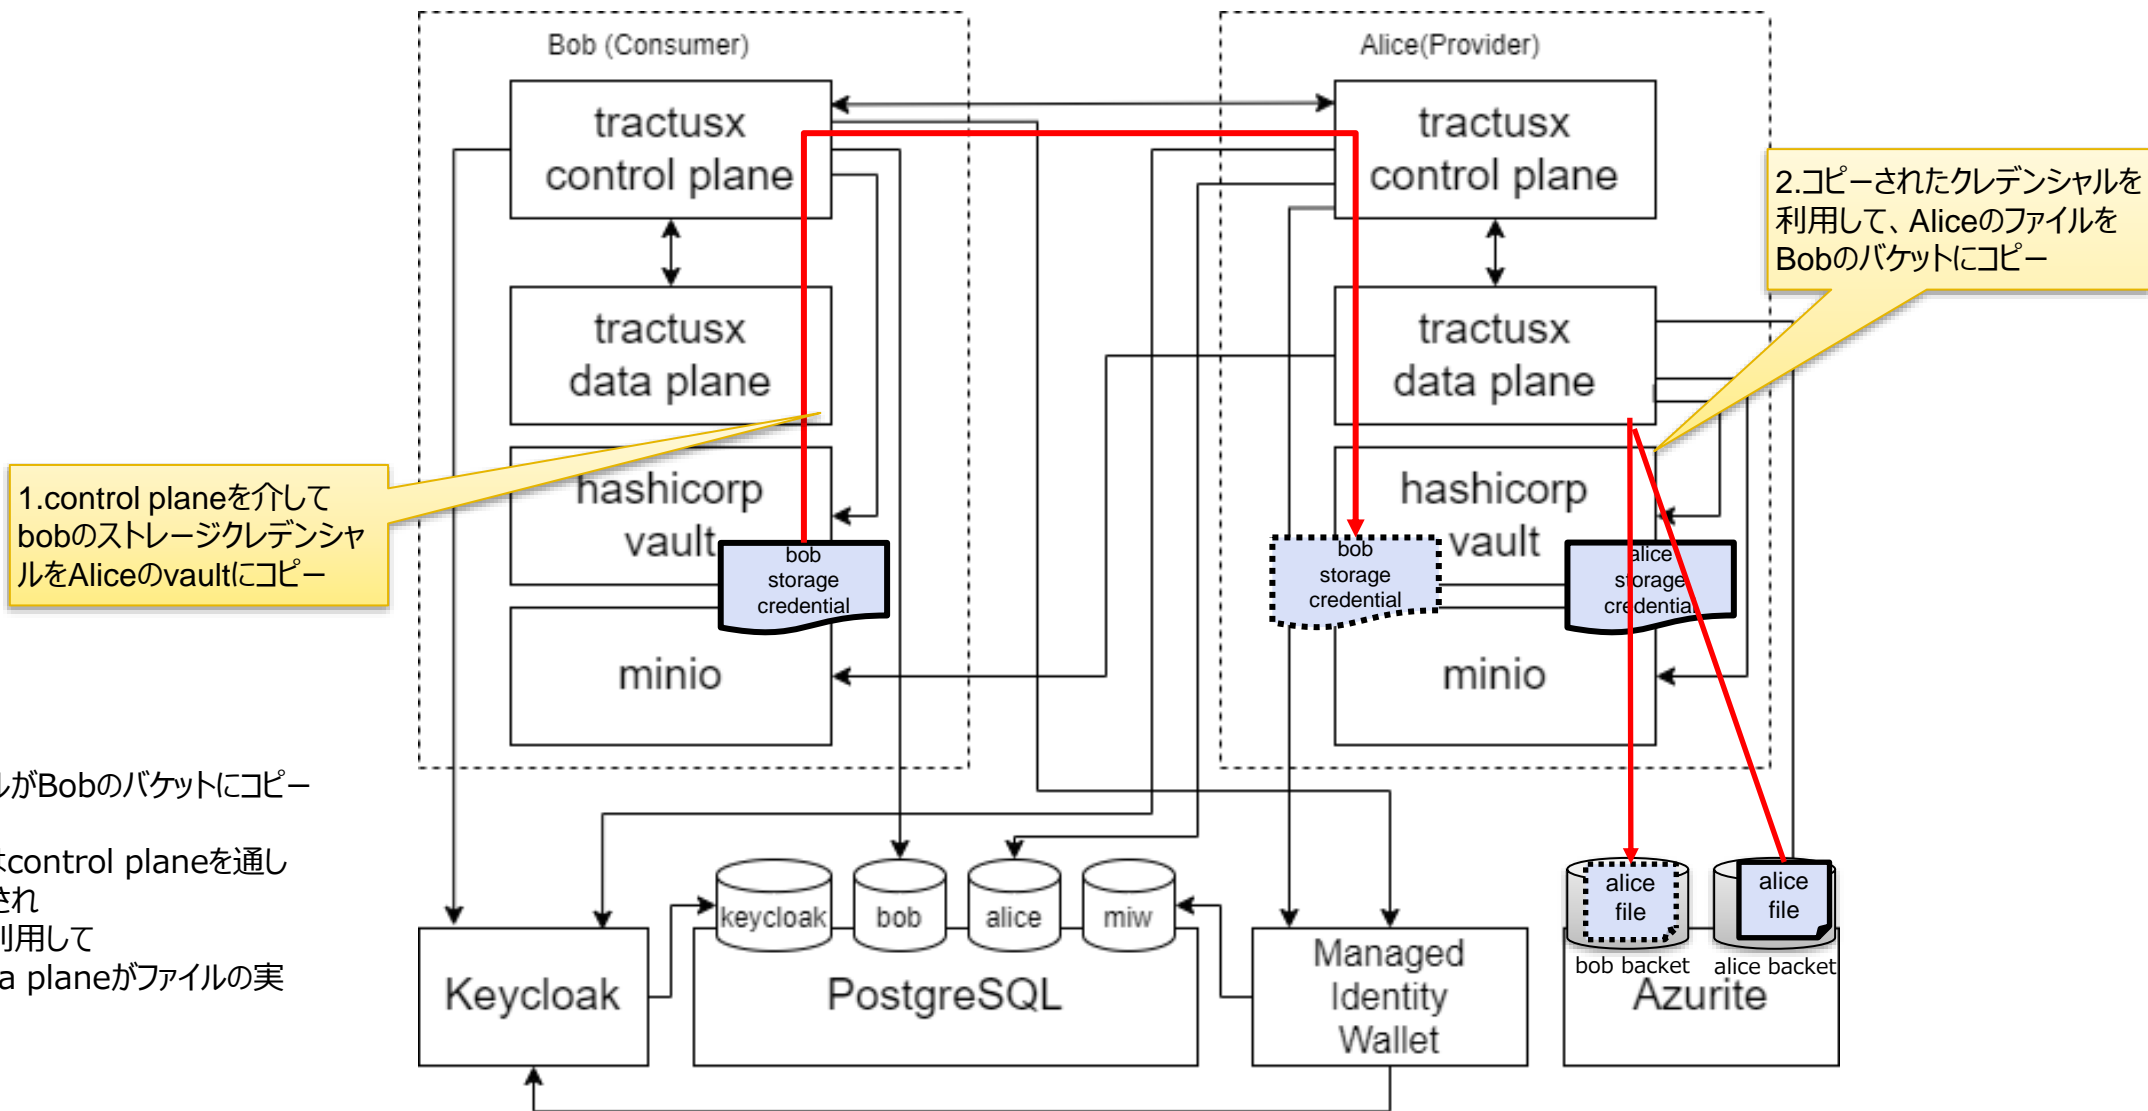 Bob (Consumer)
Alice(Provider)
tractusx
control plane
tractusx
control plane
2.コピーされたクレデンシャルを
利用して、Aliceのファイルを
Bobのバケットにコピー
tractusx
data plane
tractusx
data plane
1.control planeを介して
bobのストレージクレデンシャ
ルをAliceのvaultにコピー
hashicorp
vault
bob
storage
credential
hashicorp
vault
bob
storage
credential
alice
storage
credential
minio
minio
ルがBobのバケットにコピー
はcontrol planeを通し
され
利用して
a planeがファイルの実
keycloak
bob
alice
miw
alice
file
alice
file
bob backet
alice backet
Keycloak
PostgreSQL
Managed
Identity
Wallet
Azurite